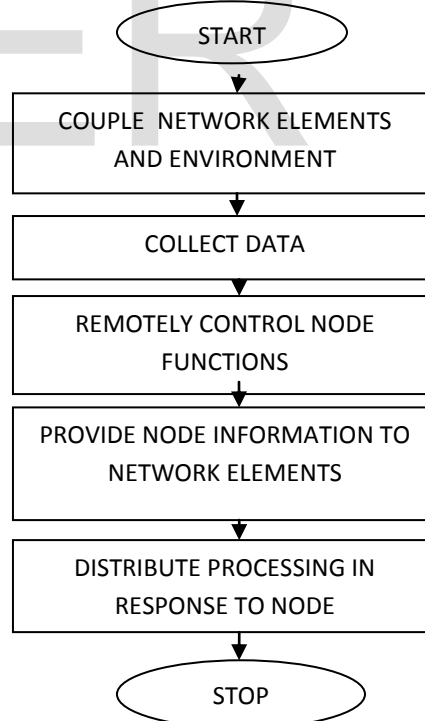 START
COUPLE NETWORK ELEMENTS
AND ENVIRONMENT
COLLECT DATA
REMOTELY CONTROL NODE
FUNCTIONS
PROVIDE NODE INFORMATION TO
NETWORK ELEMENTS
DISTRIBUTE PROCESSING IN
RESPONSE TO NODE
STOP